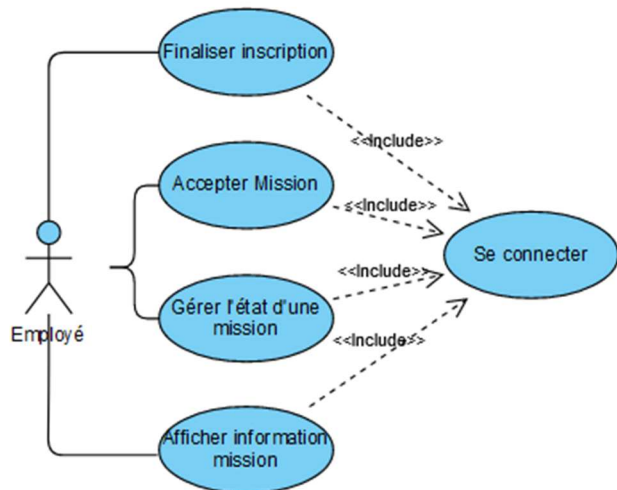 Finaliser inscription
<<Include>>
Accepter Mission
<<Include>>
Se connecter
<<Include>>
Gérer l'état d'une
mission
<<Include>>
Employé
Afficher information
mission